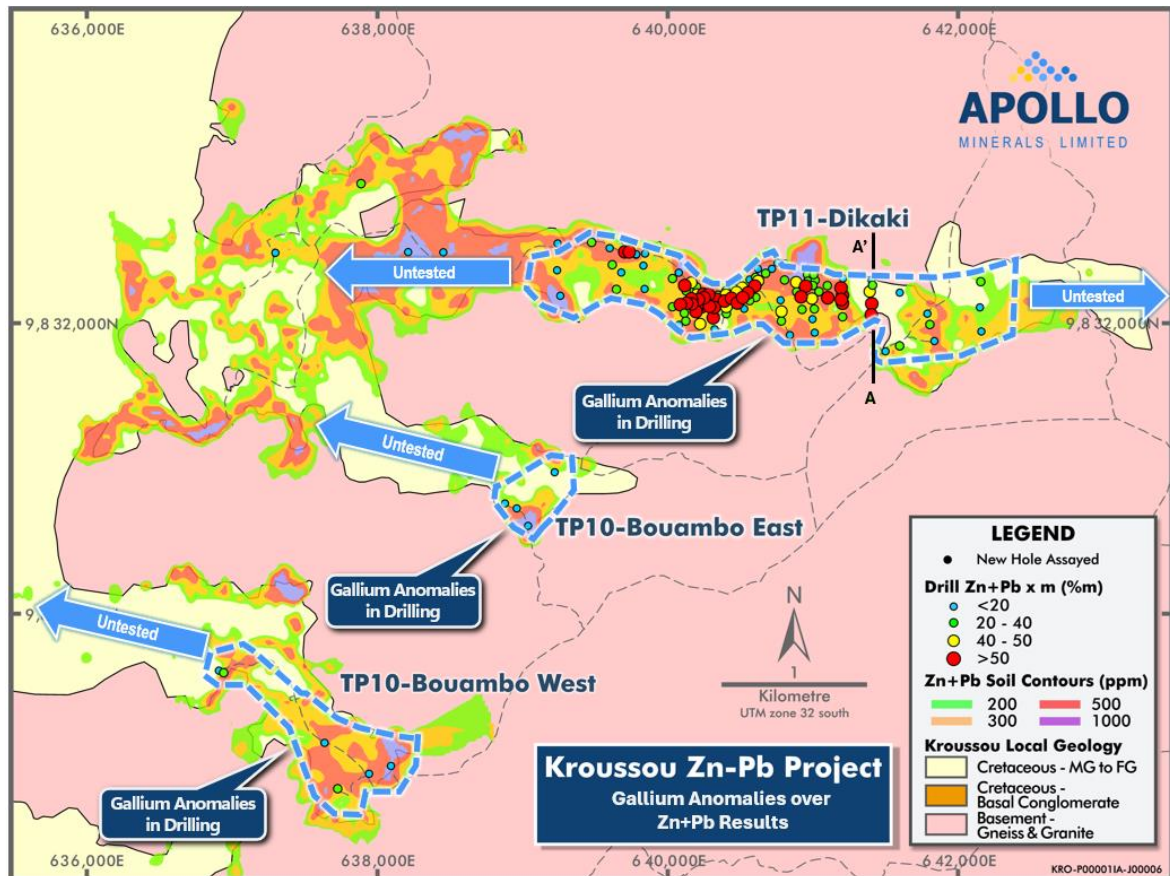 636,000E
638,000E
6 40,000E
6 42,000E
APOLLO
MINERALS LIMITED
TP11-Dikaki
A'
Untested
Untested
9,8 32,000N
9,8 32,000N
Gallium Anomalies
in Drilling
A
Untested
TP10-Bouambo East
Gallium Anomalies
in Drilling
9,
Untested
TP10-Bouambo West
Gallium Anomalies
in Drilling
N
1
Kilometre
UTM zone 32 south
Kroussou Zn-Pb Project
Gallium Anomalies over
Zn+Pb Results
LEGEND
New Hole Assayed
Drill Zn+Pb x m (%m)
<20
20 - 40
40 - 50
>50
Zn+Pb Soil Contours (ppm)
200 500
300 1000
Kroussou Local Geology
Cretaceous - MG to FG
Cretaceous -
Basal Conglomerate
Basement -
Gneiss & Granite
636,000E
638,000E
6 40,000E
6 42,000E
KRO-P00001IA-J00006